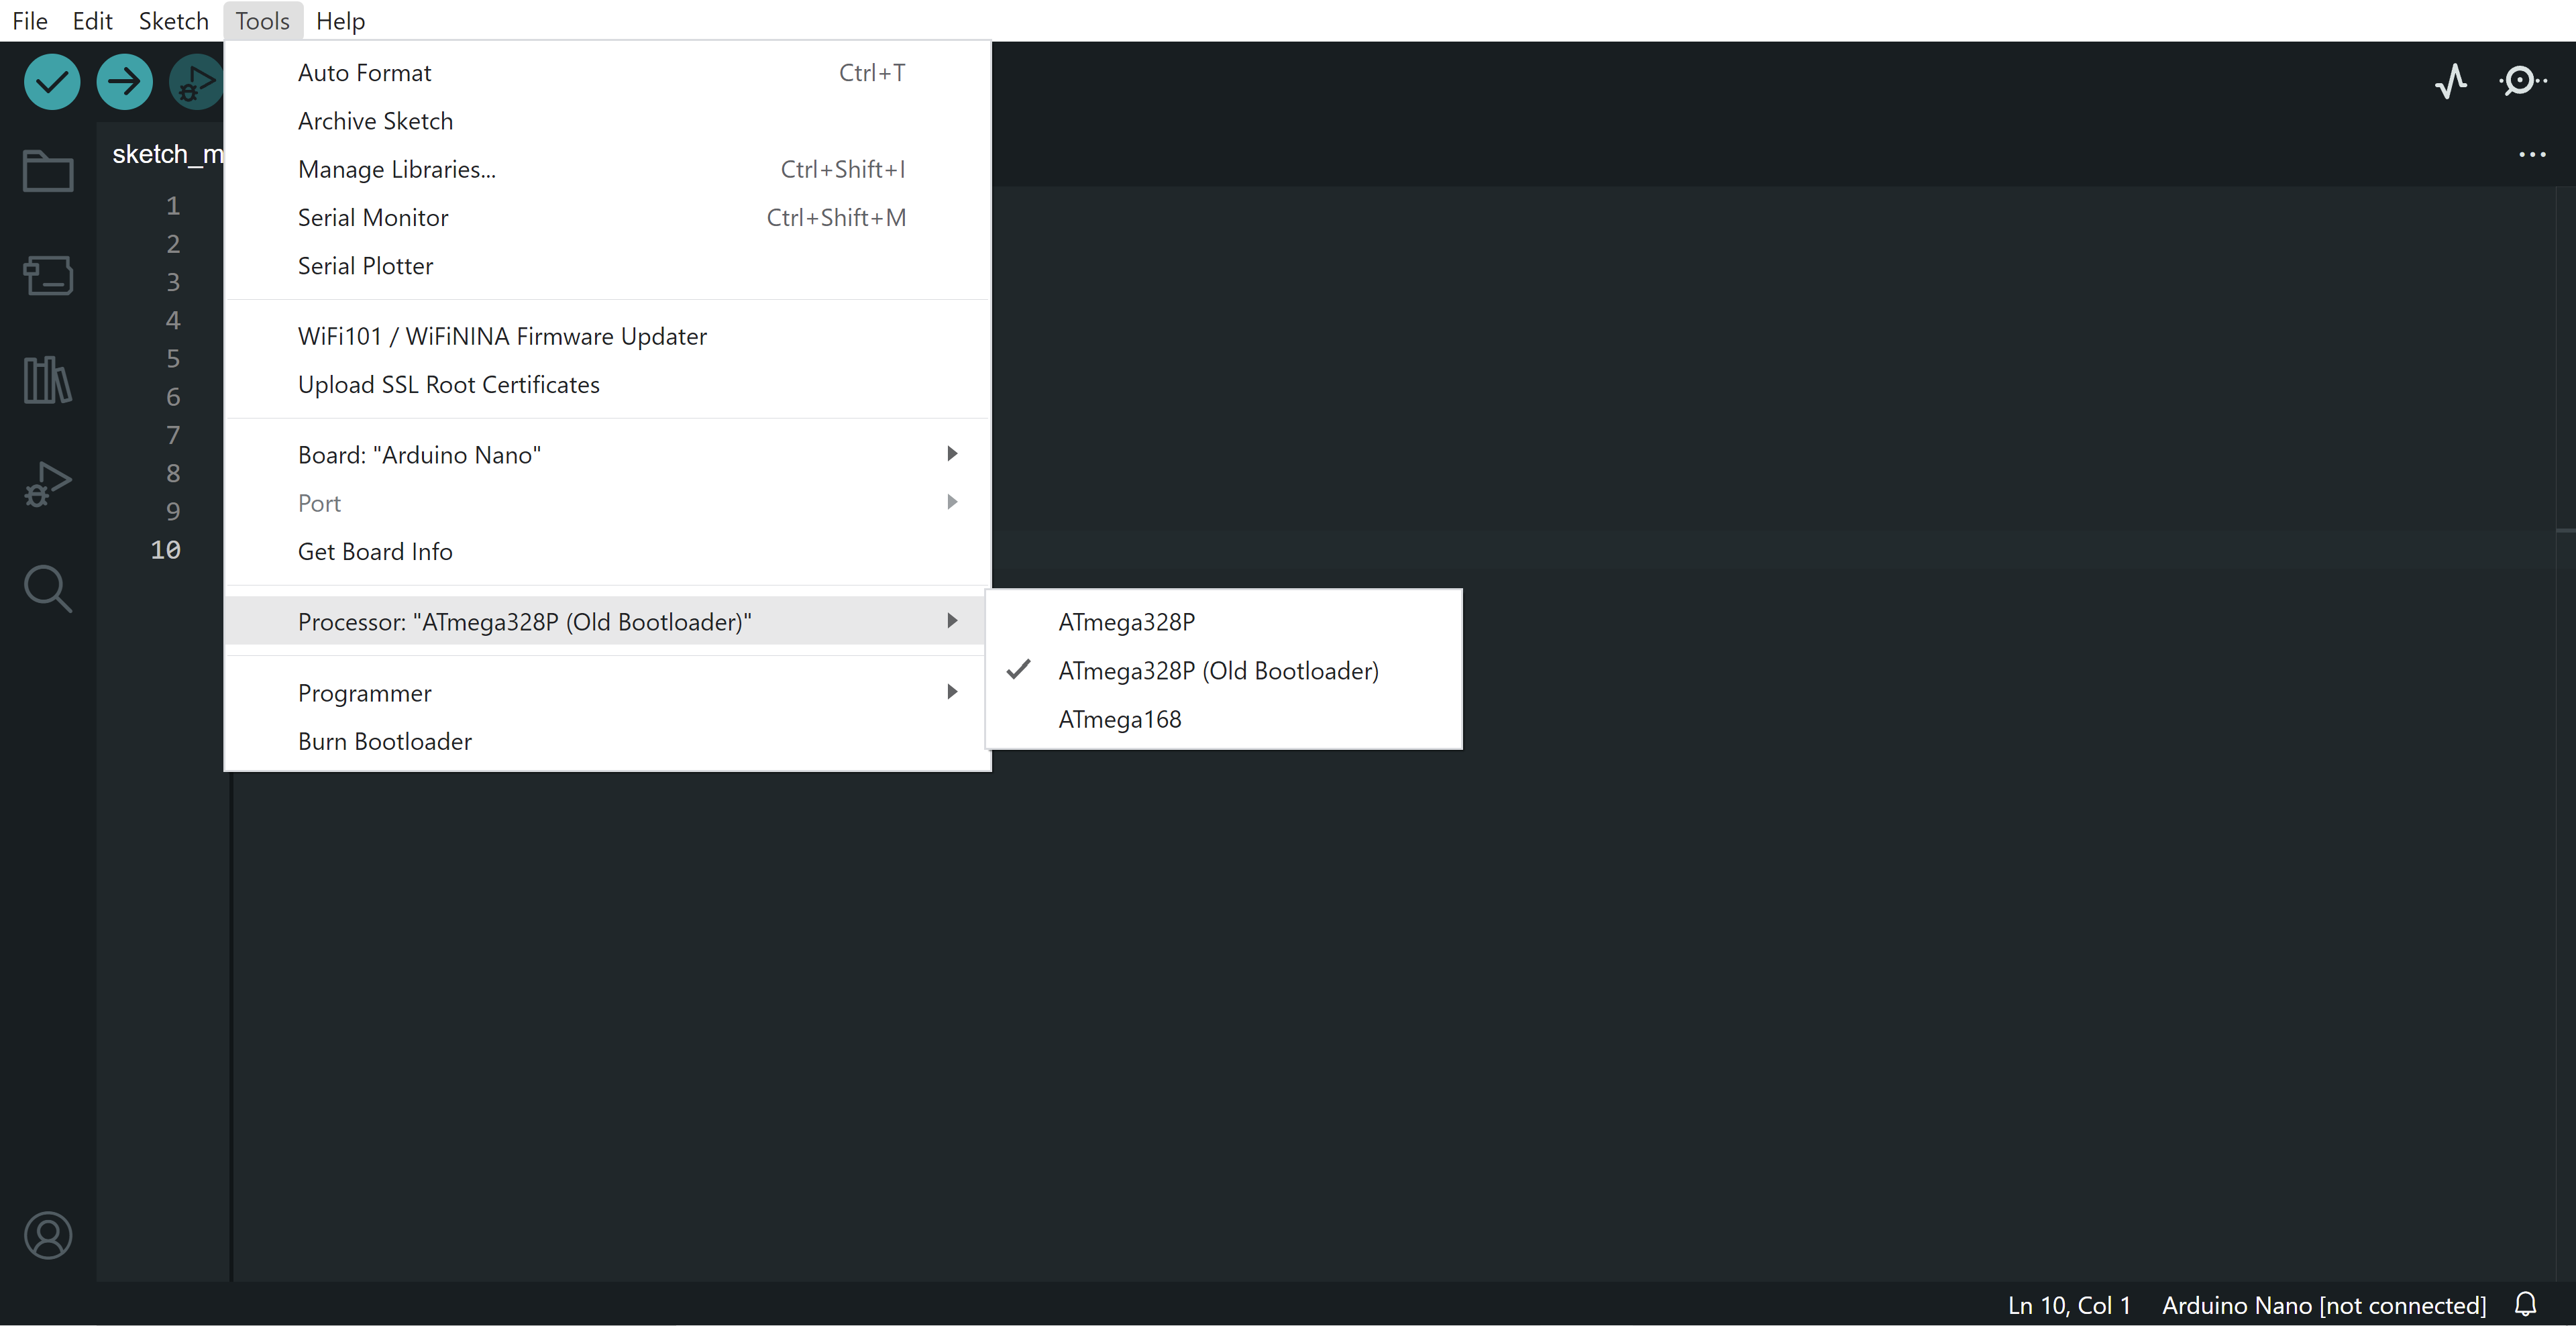 File Edit Sketch Tools Help
Auto Format Ctrl+T
Archive Sketch
Manage Libraries... Ctrl+Shift+I
Serial Monitor Ctrl+Shift+M
Serial Plotter
WiFi101 / WiFiNINA Firmware Updater
Upload SSL Root Certificates
Board: "Arduino Nano"
Port
Get Board Info
Processor: "ATmega328P (Old Bootloader)"
Programmer
Burn Bootloader
ATmega328P
ATmega328P (Old Bootloader)
ATmega168
sketch_m
1
2
3
4
5
6
7
8
9
10
Ln 10, Col 1 Arduino Nano [not connected]